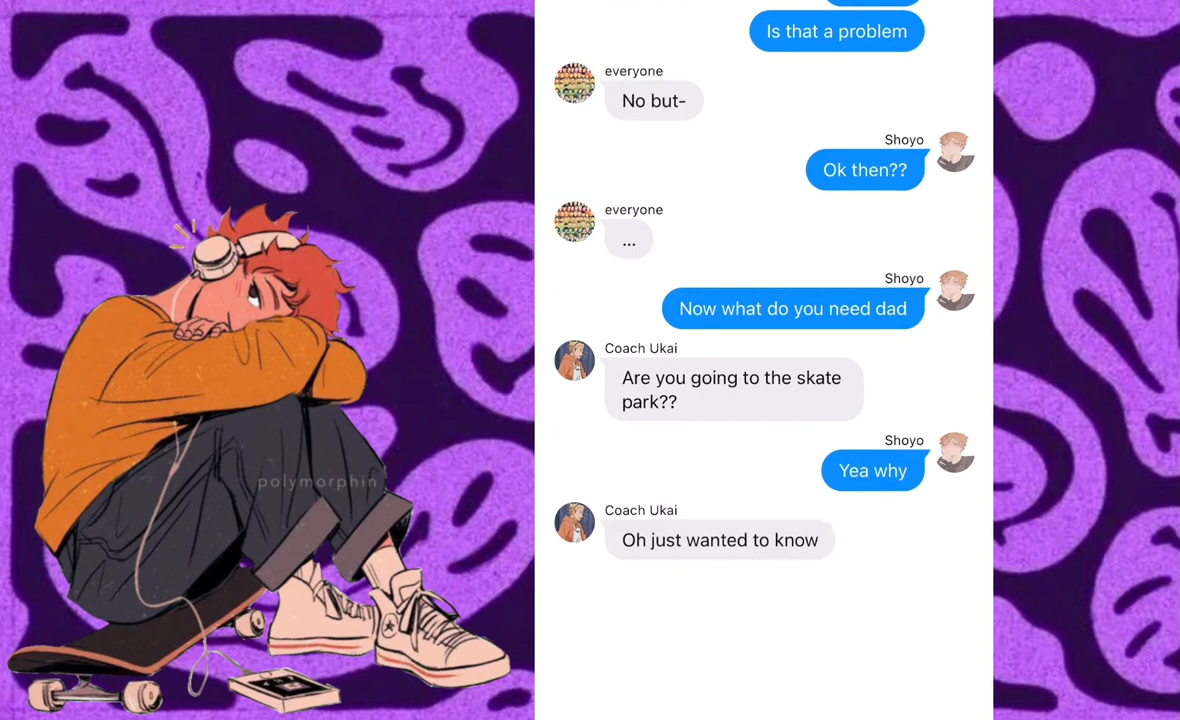 Is that a problem
everyone
No but-
Shoyo
Ok then??
everyone
...
Shoyo
Now what do you need dad
Coach Ukai
Are you going to the skate
park??
Shoyo
Yea why
Coach Ukai
Oh just wanted to know
polymorphin